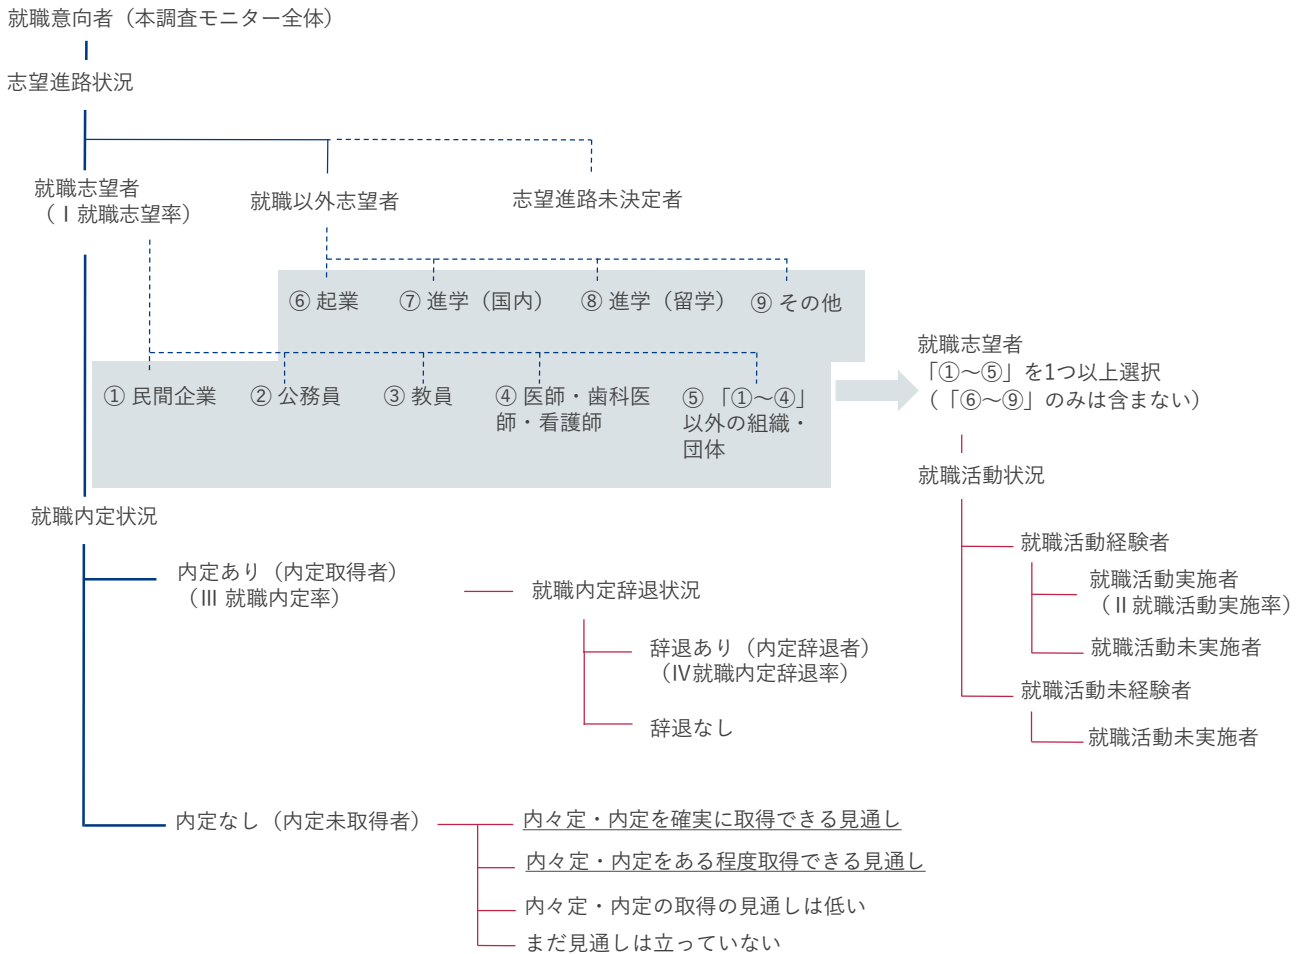 就職意向者（本調査モニター全体）
志望進路状況
就職志望者
（Ⅰ就職志望率）
就職以外志望者
志望進路未決定者
⑥ 起業
⑦ 進学（国内）
⑧ 進学（留学）
⑨ その他
① 民間企業
② 公務員
③ 教員
④ 医師・歯科医
師・看護師
⑤ 「①～④」
以外の組織・
団体
就職志望者
「①～⑤」を1つ以上選択
（「⑥～⑨」のみは含まない）
就職活動状況
就職活動経験者
就職活動実施者
（Ⅱ就職活動実施率）
就職活動未実施者
就職活動未経験者
就職活動未実施者
就職内定状況
内定あり（内定取得者）
（Ⅲ 就職内定率）
就職内定辞退状況
辞退あり（内定辞退者）
（Ⅳ就職内定辞退率）
辞退なし
内定なし（内定未取得者）
内々定・内定を確実に取得できる見通し
内々定・内定をある程度取得できる見通し
内々定・内定の取得の見通しは低い
まだ見通しは立っていない